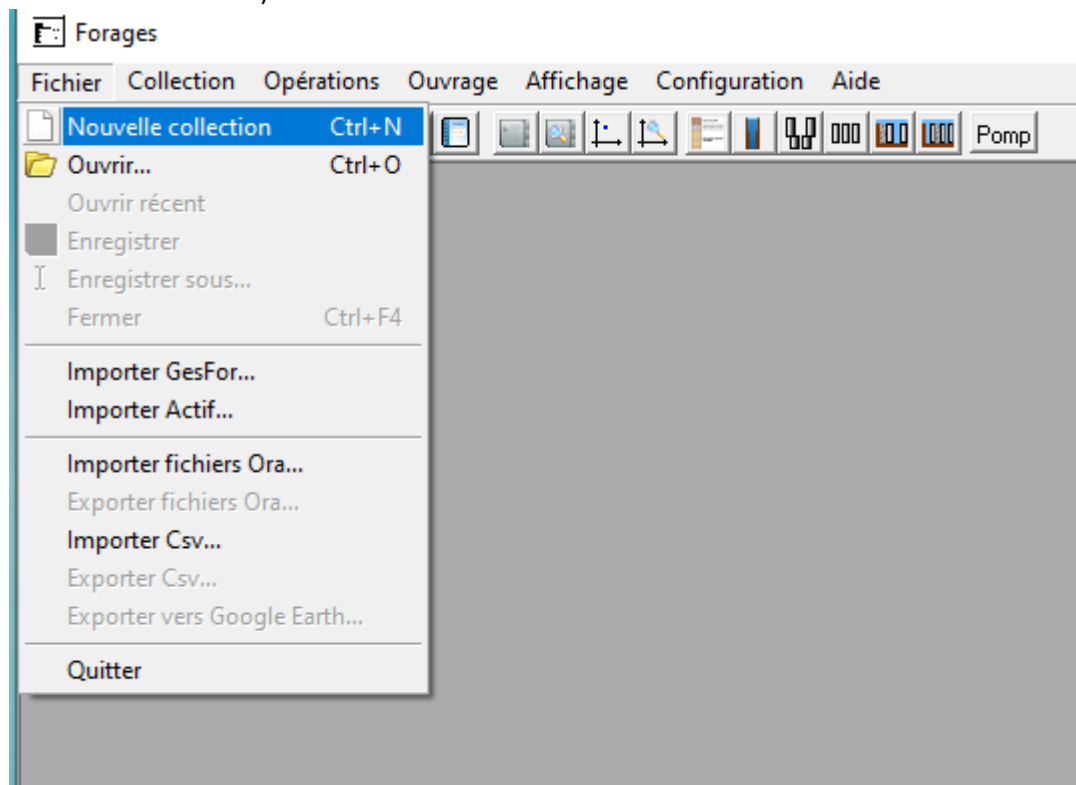 Forages
Fichier Collection Opérations Ouvrage Affichage Configuration Aide
Nouvelle collection Ctrl+N
Pomp
Ouvrir... Ctrl+O
Ouvrir récent
Enregistrer
Enregistrer sous...
Fermer Ctrl+F4
Importer GesFor...
Importer Actif...
Importer fichiers Ora...
Exporter fichiers Ora...
Importer Csv...
Exporter Csv...
Exporter vers Google Earth...
Quitter